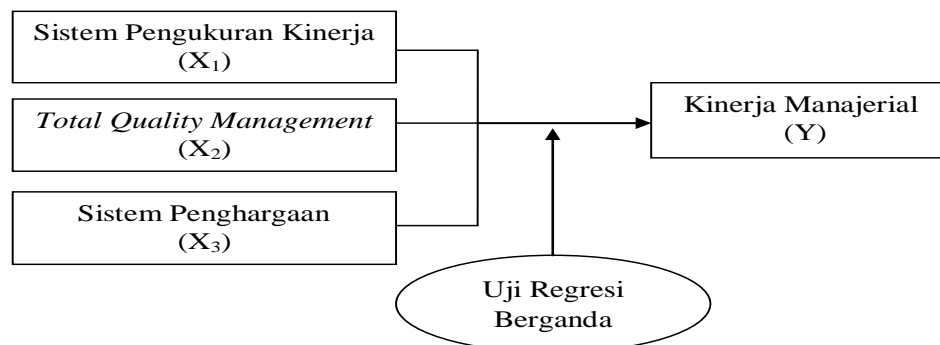 Sistem Pengukuran Kinerja
(X₁)
Total Quality Management
(X₂)
Sistem Penghargaan
(X₃)
Kinerja Manajerial
(Y)
Uji Regresi
Berganda